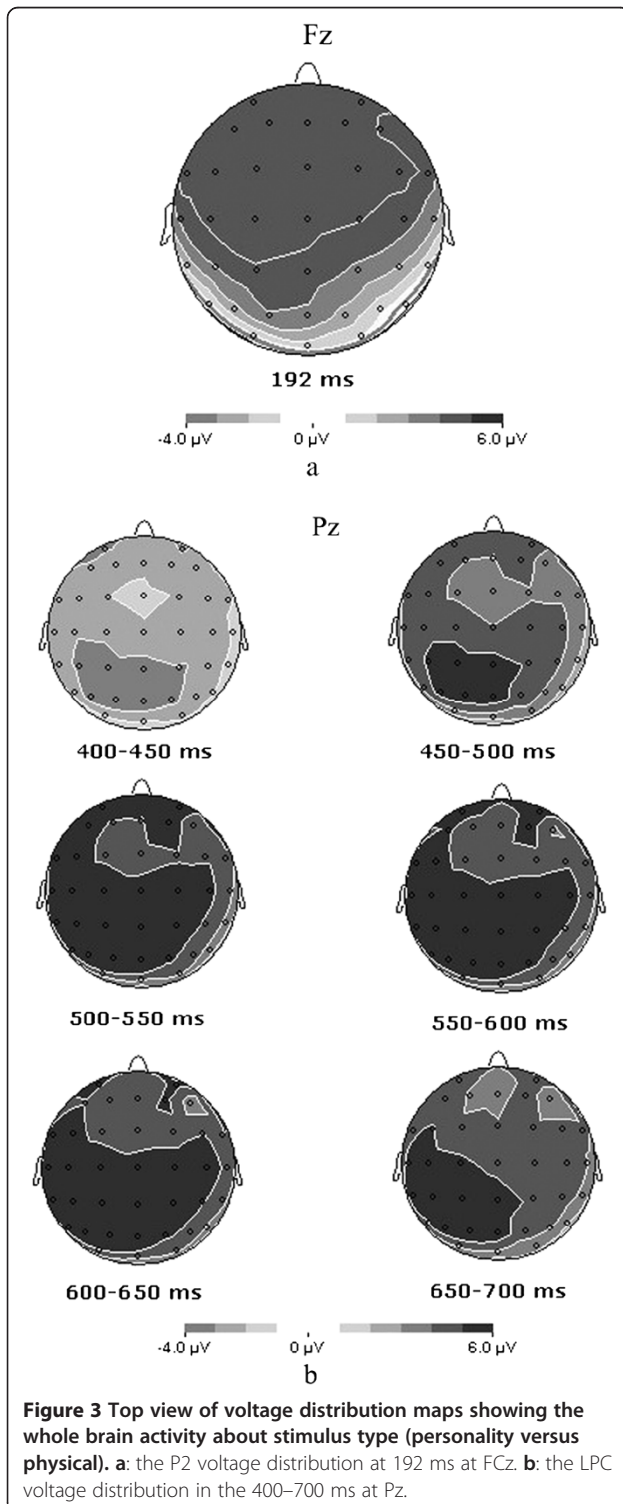 Fz
192 ms
-4.0 µV 0 µV 6.0 µV
a
Pz
400-450 ms 450-500 ms
500-550 ms 550-600 ms
600-650 ms 650-700 ms
-4.0 µV 0 µV 6.0 µV
b
Figure 3 Top view of voltage distribution maps showing the
whole brain activity about stimulus type (personality versus
physical). a: the P2 voltage distribution at 192 ms at FCz. b: the LPC
voltage distribution in the 400–700 ms at Pz.